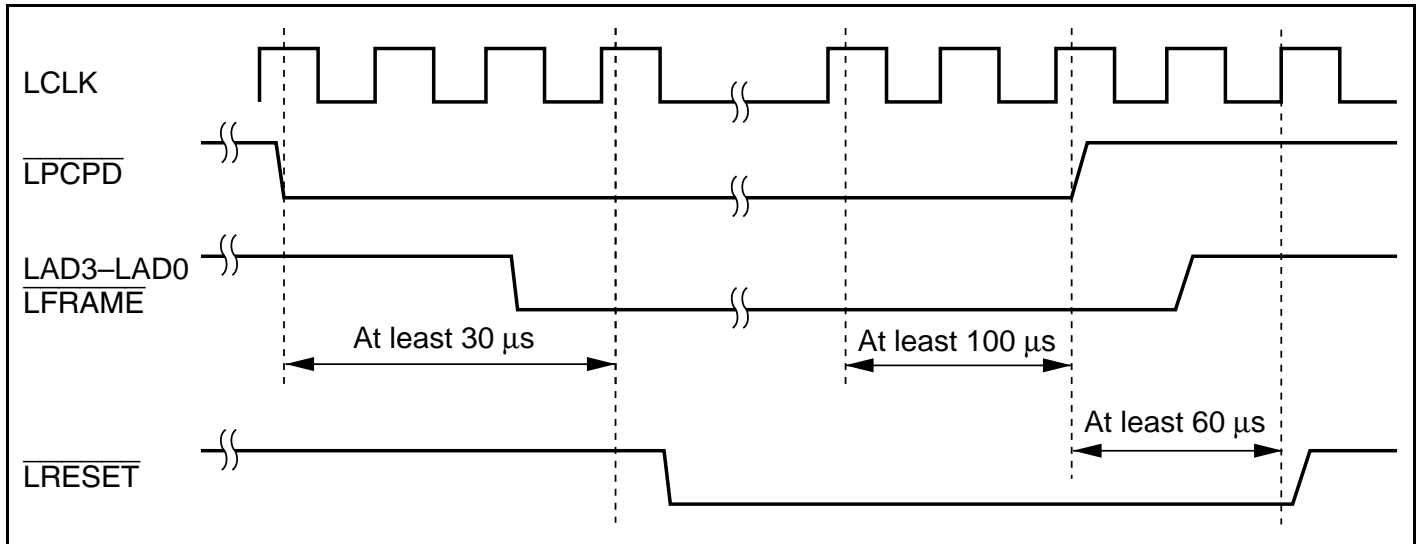 LCLK
LPCPD
LAD3–LAD0
LFRAME
At least 30 μs
At least 100 μs
At least 60 μs
LRESET